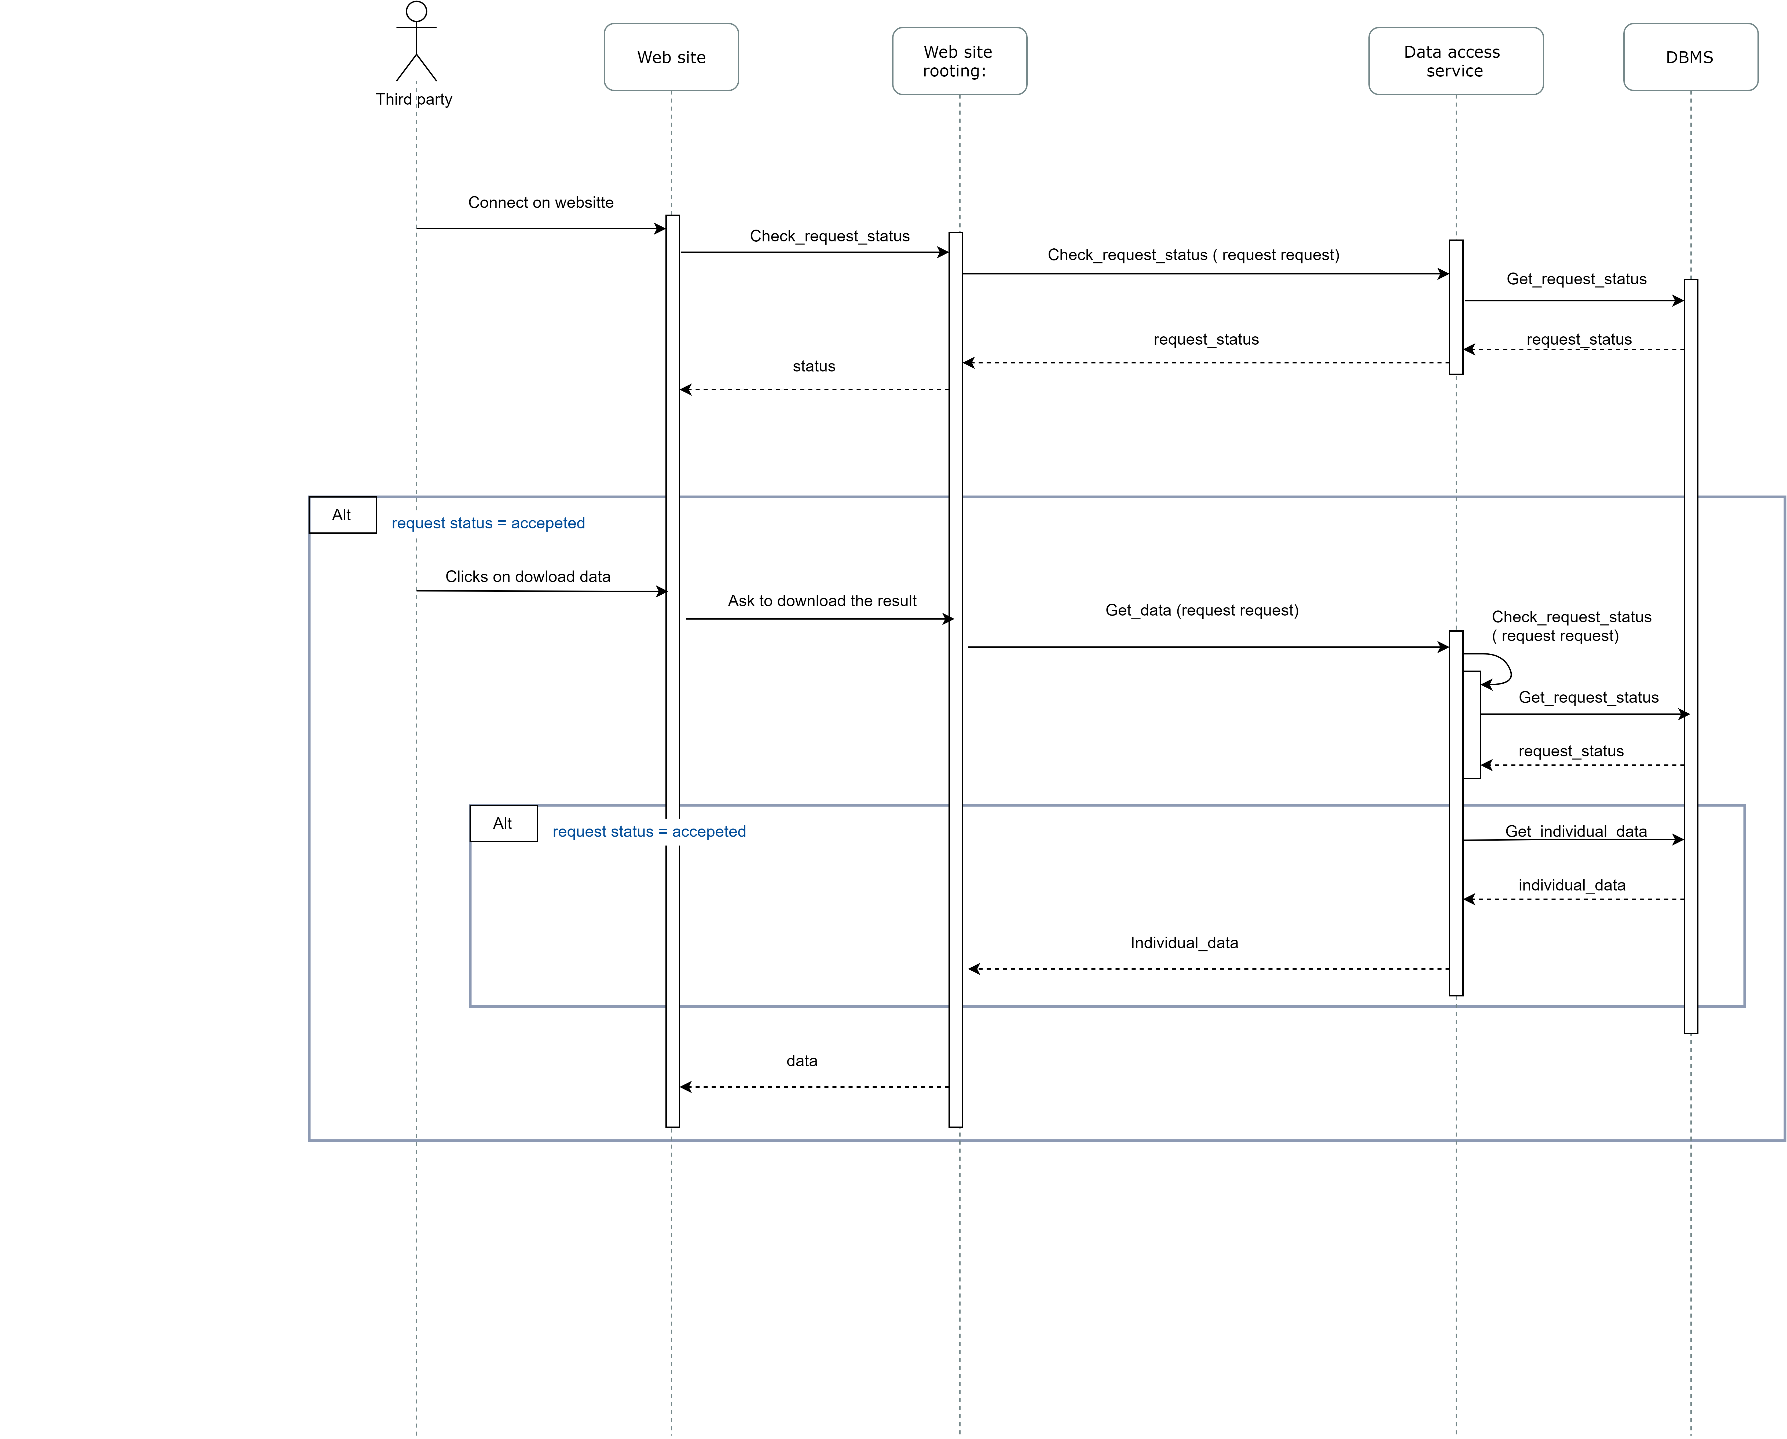 Third party
Web site
Web site
rooting:
Data access
service
DBMS
Connect on websitte
Check_request_status
Check_request_status ( request request)
Get_request_status
request_status
request_status
status
Alt
request status = accepeted
Clicks on dowload data
Ask to download the result
Get_data (request request)
Check_request_status
( request request)
Get_request_status
request_status
Alt
request status = accepeted
Get_individual_data
individual_data
Individual_data
data